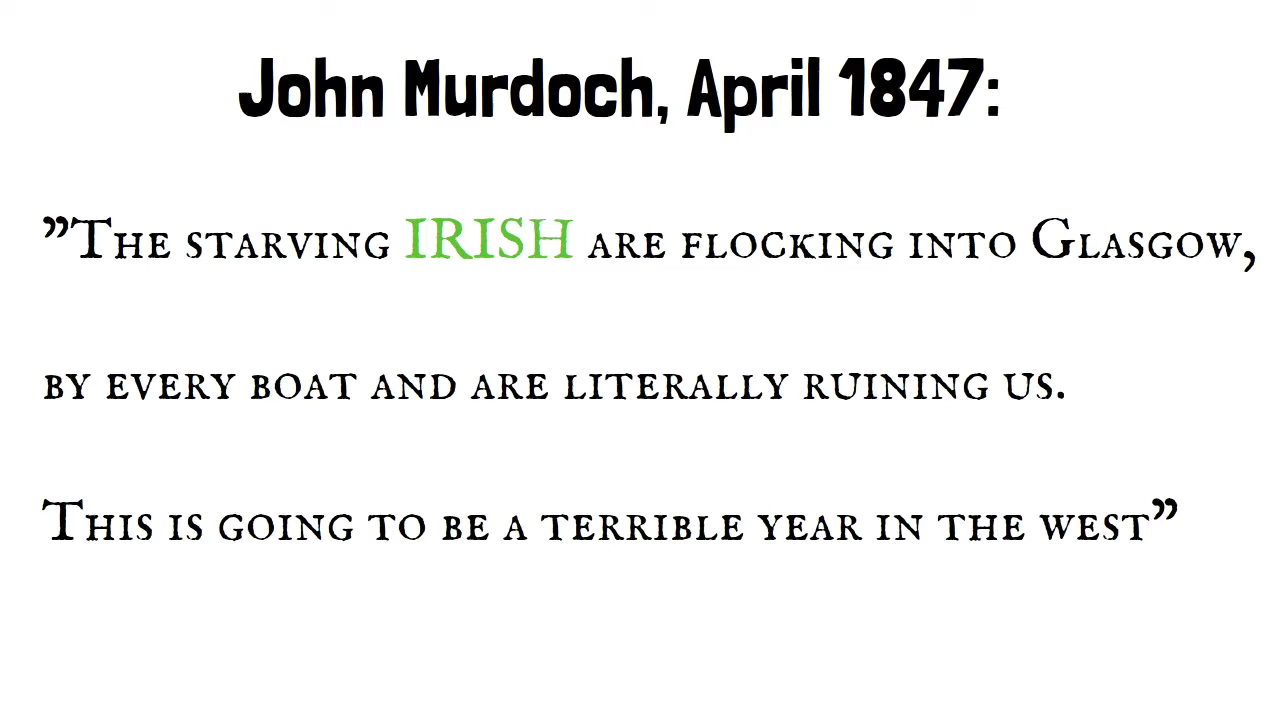 John Murdoch, April 1847:
”The starving IRISH are flocking into Glasgow,
by every boat and are literally ruining us.
This is going to be a terrible year in the west”